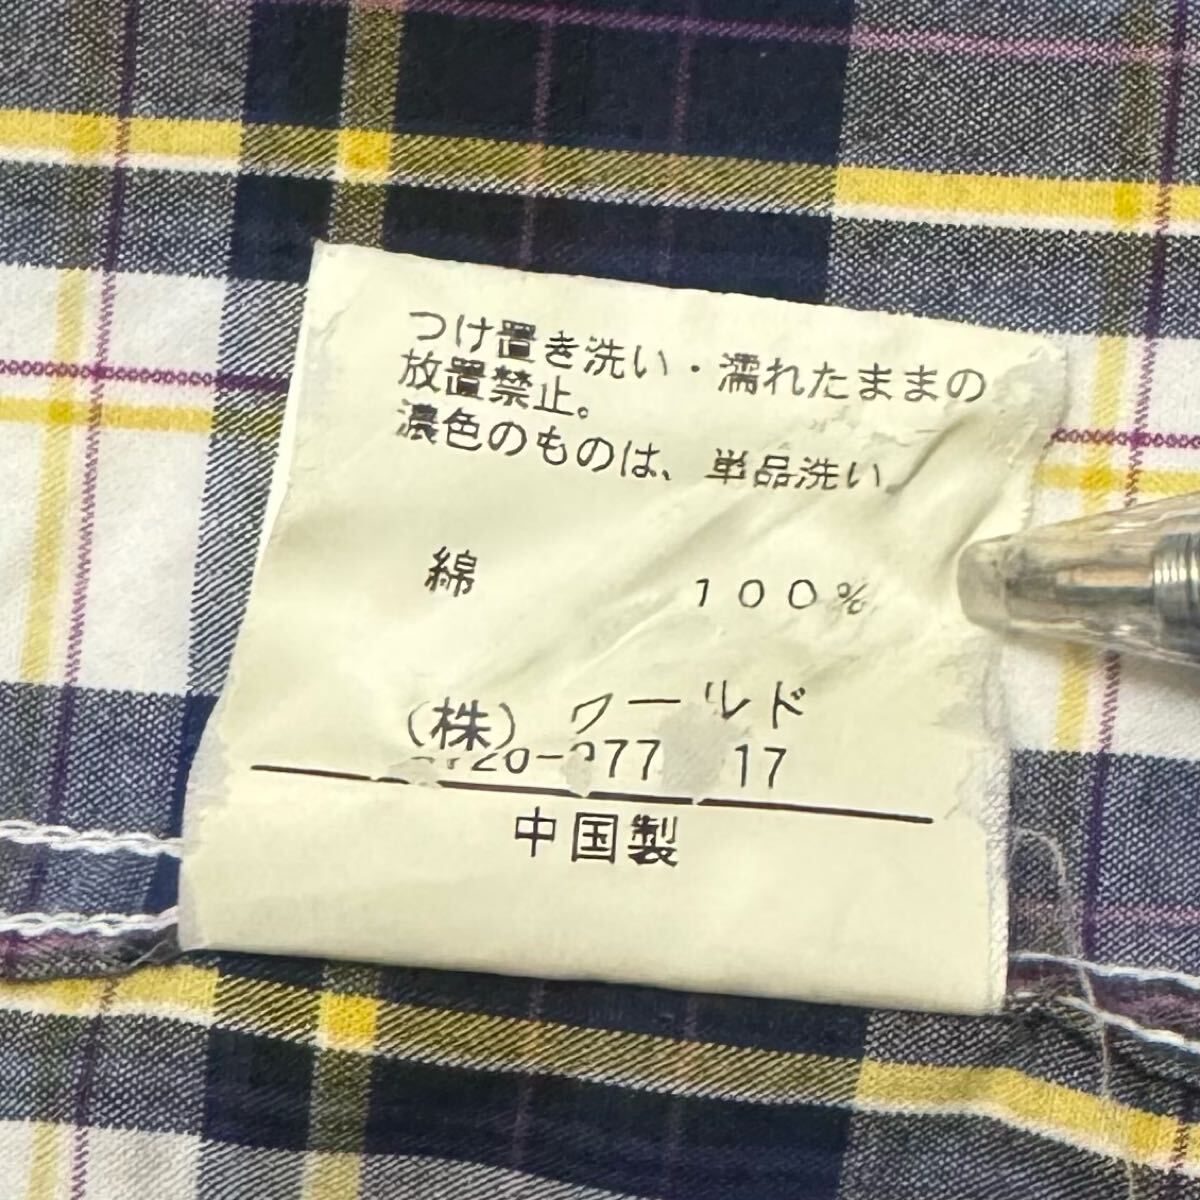 つけ置き洗い・濡れたままの
放置禁止。
濃色のものは、単品洗い
綿 100%
(株) ワールド
17
中国製